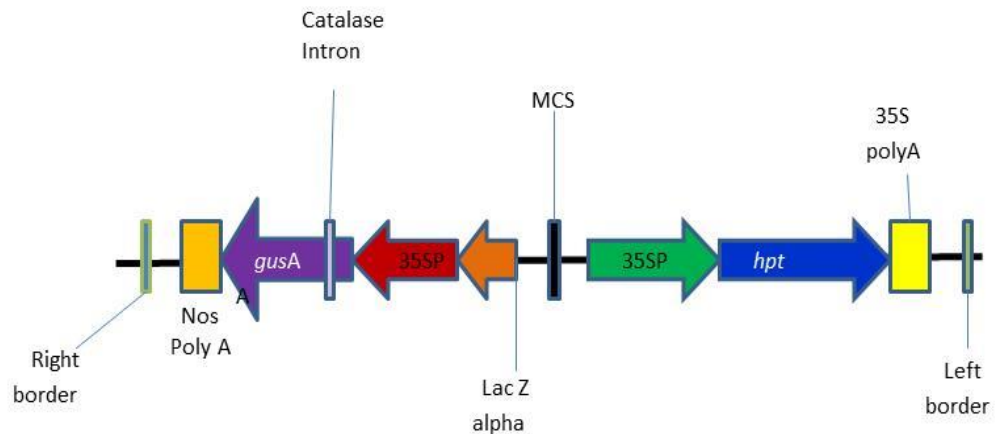 Catalase
Intron
MCS
35S
polyA
gusA
35SP
35SP
hpt
A
Nos
Poly A
Right
border
Lac Z
alpha
Left
border